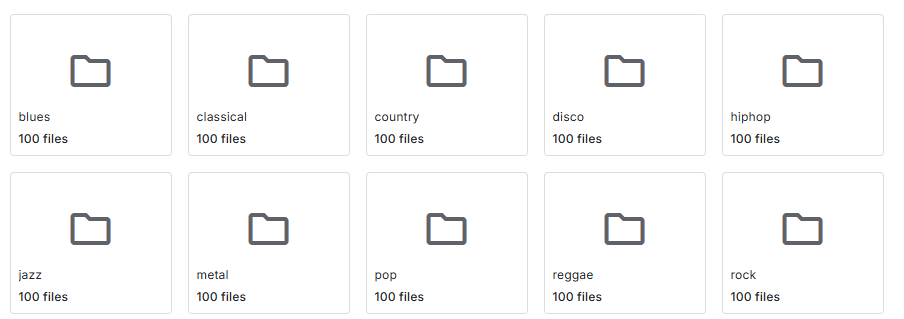 blues
100 files
classical
100 files
country
100 files
disco
100 files
hiphop
100 files
jazz
100 files
metal
100 files
pop
100 files
reggae
100 files
rock
100 files